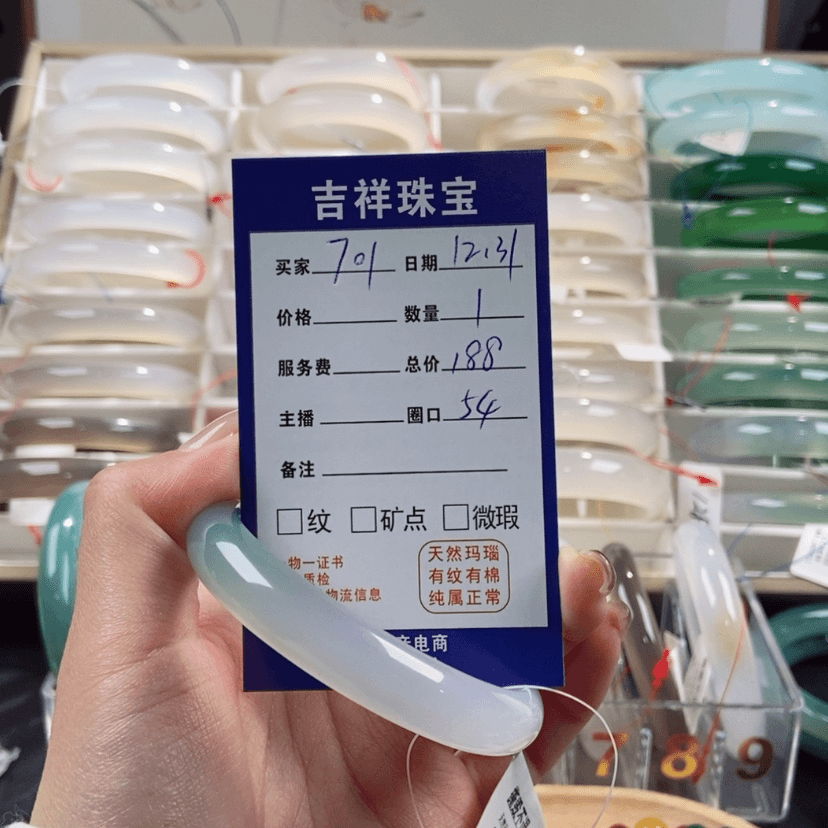 吉祥珠宝
买家 701 日期 12.31
价格 数量 1
服务费 总价 188
主播 圈口 54
备注
□纹 □矿点 □微瑕
物一证书
质检
物流信息
天然玛瑙
有纹有棉
纯属正常
电商
7 8 9